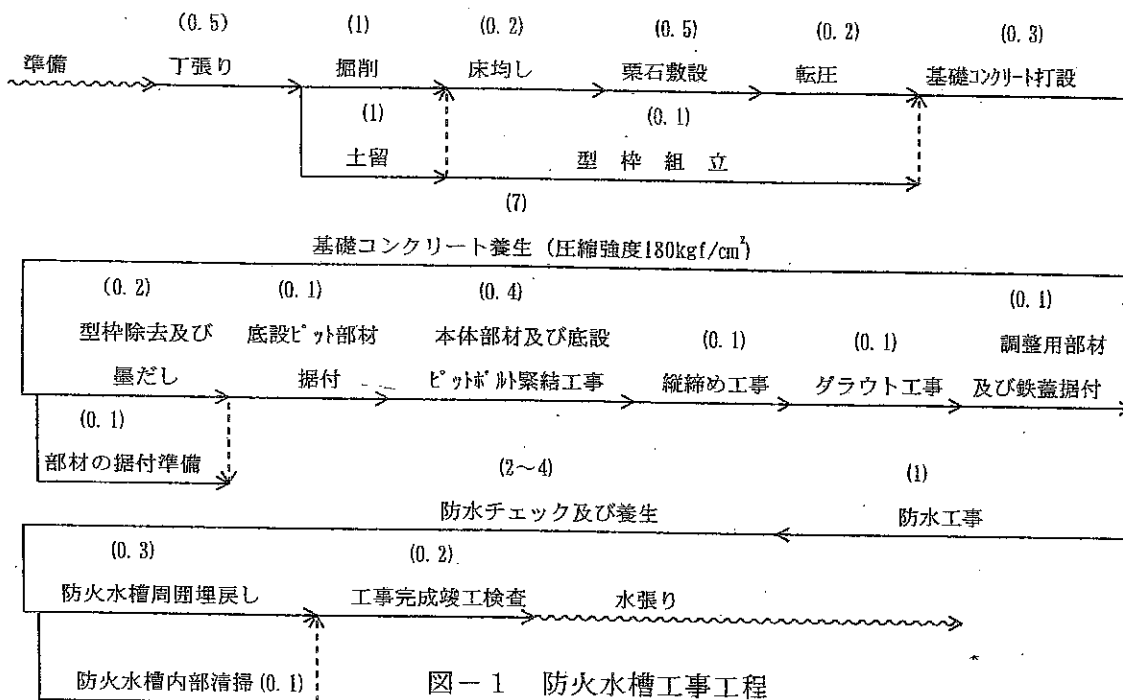 (0. 5) (1) (0. 2) (0. 5) (0. 2) (0. 3)
準備 丁張り 掘削 床均し 栗石敷設 転圧 基礎コンクリート打設
(1) (0. 1)
土留 型枠組立
(7)
基礎コンクリート養生 (圧縮強度180kgf/cm²)
(0. 2) (0. 1) (0. 4) (0. 1)
型枠除去及び 底設ピット部材 本体部材及び底設 (0. 1) (0. 1) 調整用部材
墨だし 据付 ピットボルト緊結工事 縦締め工事 グラウト工事 及び鉄蓋据付
(0. 1)
部材の据付準備 (2~4) (1)
防水チェック及び養生 防水工事
(0. 3) (0. 2)
防火水槽周囲埋戻し 工事完成竣工検査 水張り
防火水槽内部清掃 (0. 1) 図-1 防火水槽工事工程